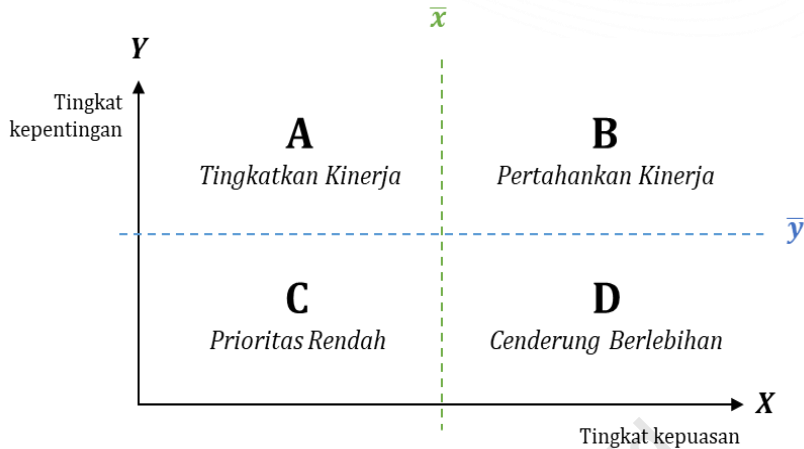 x̅
Y
Tingkat
kepentingan
A
Tingkatkan Kinerja
B
Pertahankan Kinerja
y̅
C
Prioritas Rendah
D
Cenderung Berlebihan
X
Tingkat kepuasan